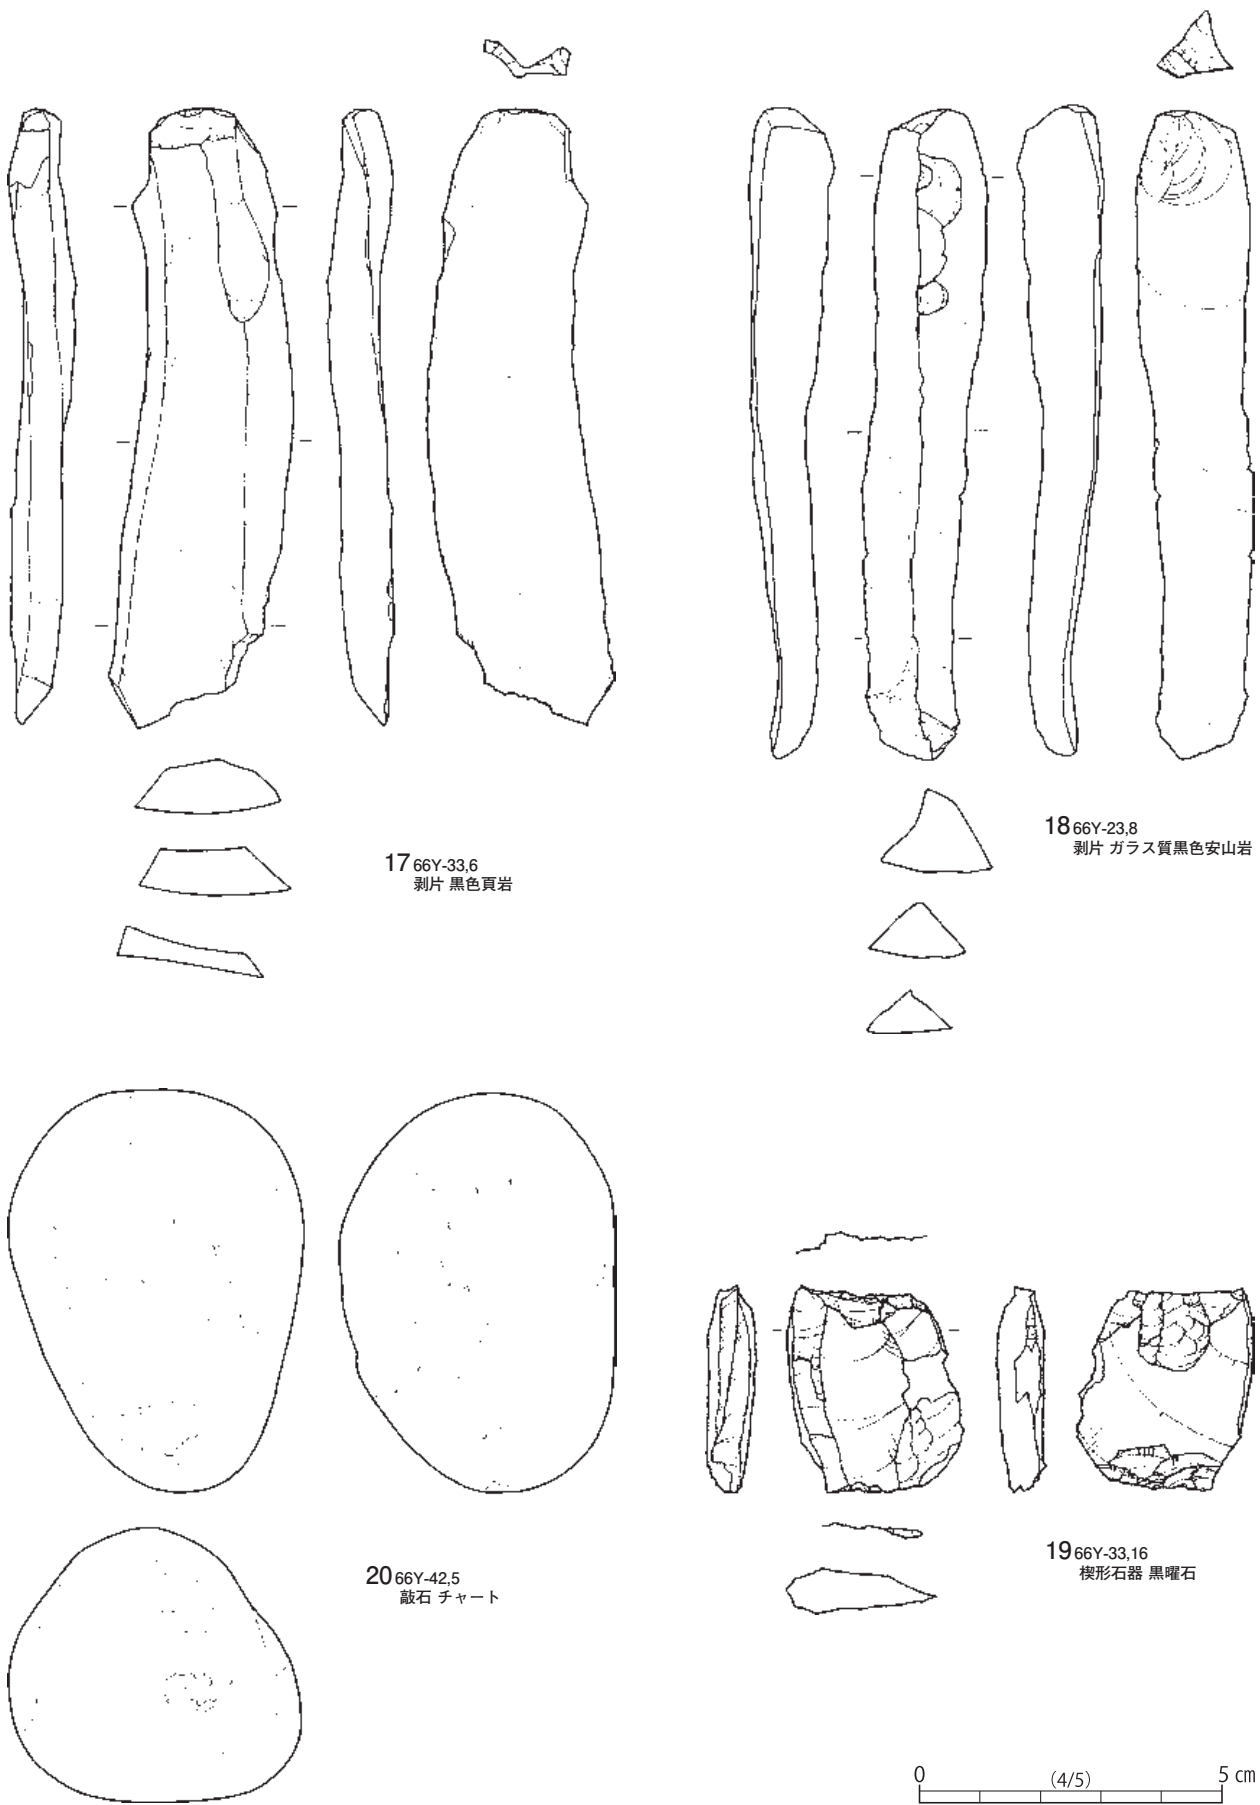 17 66Y-33,6
剥片 黒色頁岩
18 66Y-23,8
剥片 ガラス質黒色安山岩
20 66Y-42,5
敲石 チャート
19 66Y-33,16
楔形石器 黒曜石
0 (4/5) 5 cm